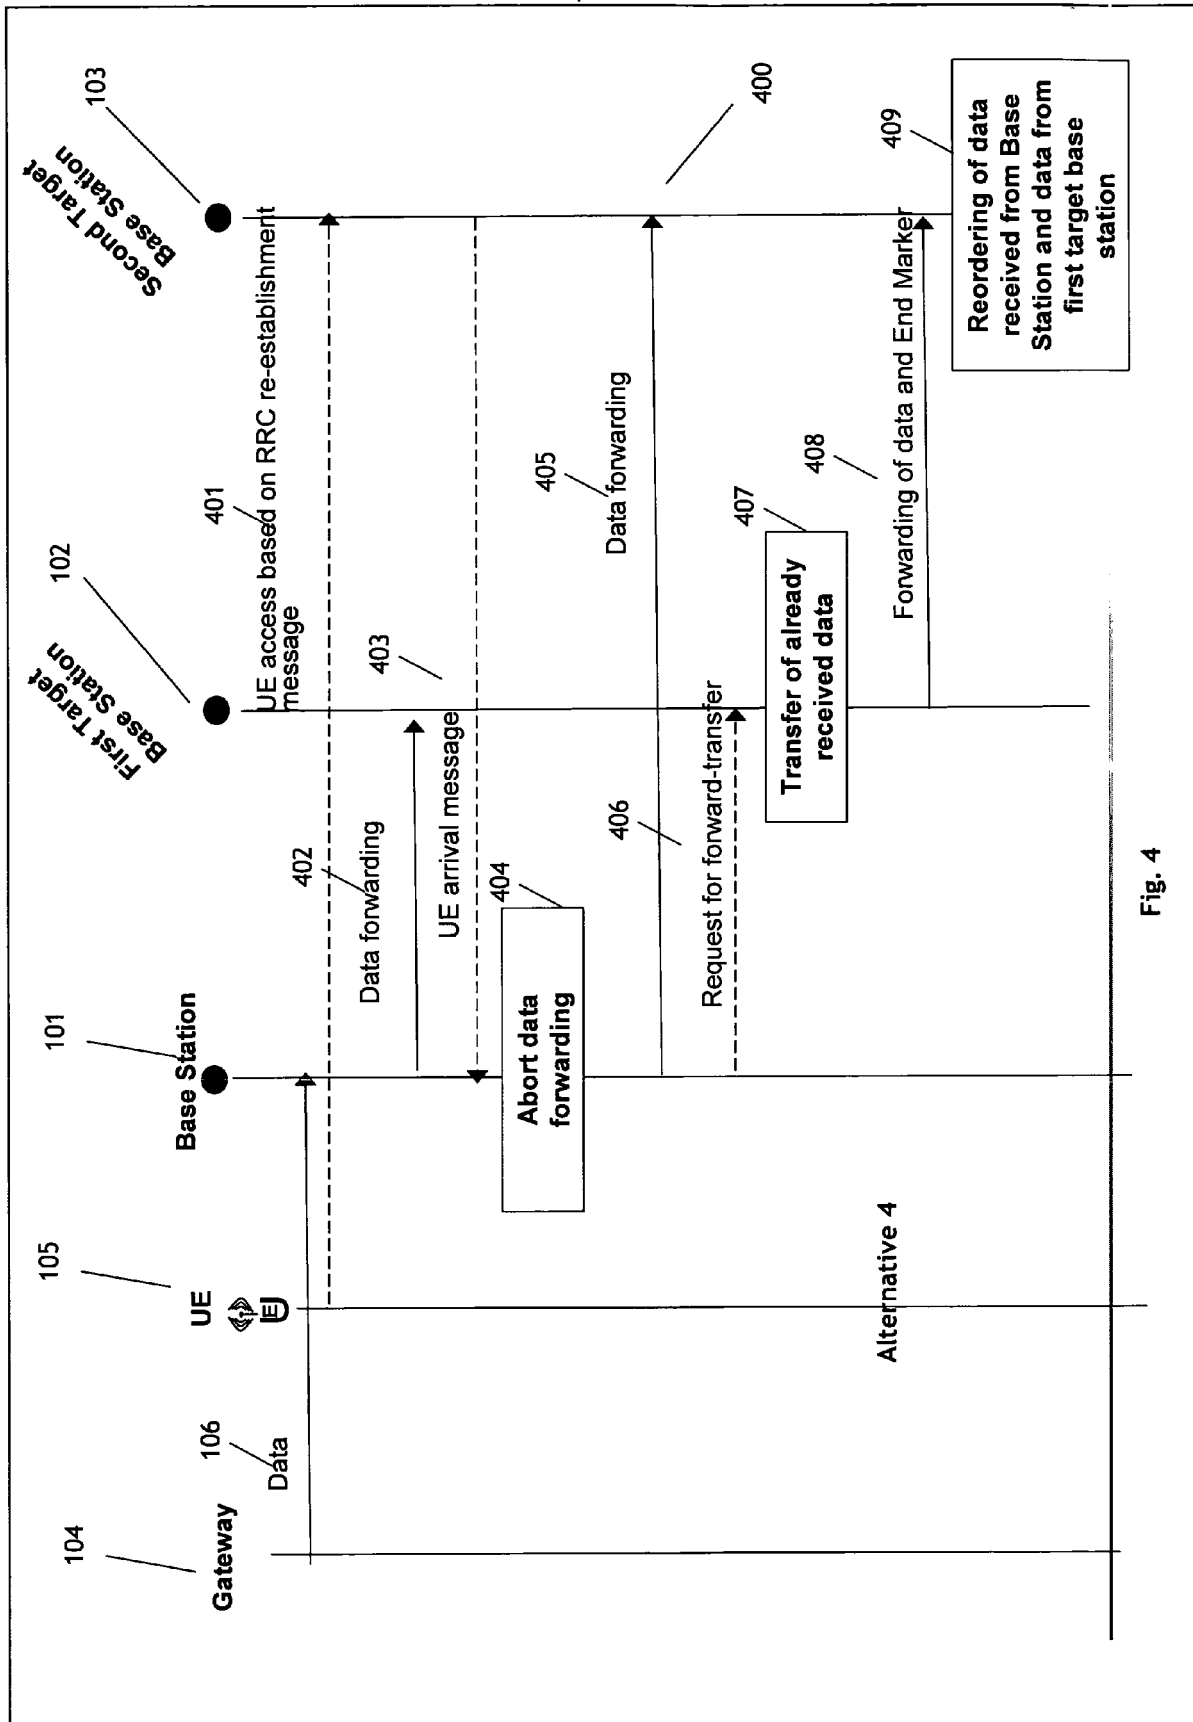 104
Gateway
106
Data
105
UE
UE
101
Base Station
102
First Target
Base Station
103
Second Target
Base Station
401
UE access based on RRC re-establishment
message
402
Data forwarding
403
UE arrival message
404
Abort data
forwarding
400
405
Data forwarding
406
Request for forward-transfer
407
Transfer of already
received data
408
Forwarding of data and End Marker
409
Reordering of data
received from Base
Station and data from
first target base
station
Alternative 4
Fig. 4